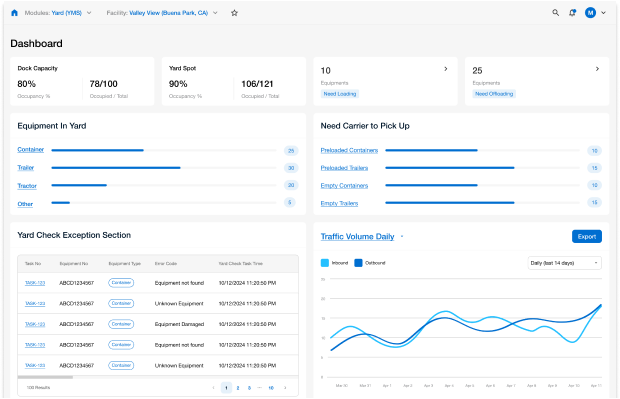 Modules: Yard (YMS) Facility: Valley View (Buena Park, CA) M
Dashboard
Dock Capacity
80% 78/100
Occupancy % Occupied / Total
Yard Spot
90% 106/121
Occupancy % Occupied / Total
10
Equipments
Need Loading
25
Equipments
Need Offloading
Equipment In Yard
Container 25
Trailer 30
Tractor 20
Other 5
Need Carrier to Pick Up
Preloaded Containers 10
Preloaded Trailers 15
Empty Containers 10
Empty Trailers 15
Yard Check Exception Section
Task No Equipment No Equipment Type Error Code Yard Check Task Time
TASK-123 ABCD1234567 Container Equipment not found 10/12/2024 11:20:50 PM
TASK-123 ABCD1234567 Container Unknown Equipment 10/12/2024 11:20:50 PM
TASK-123 ABCD1234567 Container Equipment Damaged 10/12/2024 11:20:50 PM
TASK-123 ABCD1234567 Container Equipment not found 10/12/2024 11:20:50 PM
TASK-123 ABCD1234567 Container Unknown Equipment 10/12/2024 11:20:50 PM
100 Results 1 2 3 ··· 10
Traffic Volume Daily Export
Inbound Outbound Daily (last 14 days)
25
20
15
10
5
0
Mar 30 Mar 31 Apr 1 Apr 2 Apr 3 Apr 4 Apr 5 Apr 6 Apr 7 Apr 8 Apr 9 Apr 10 Apr 11